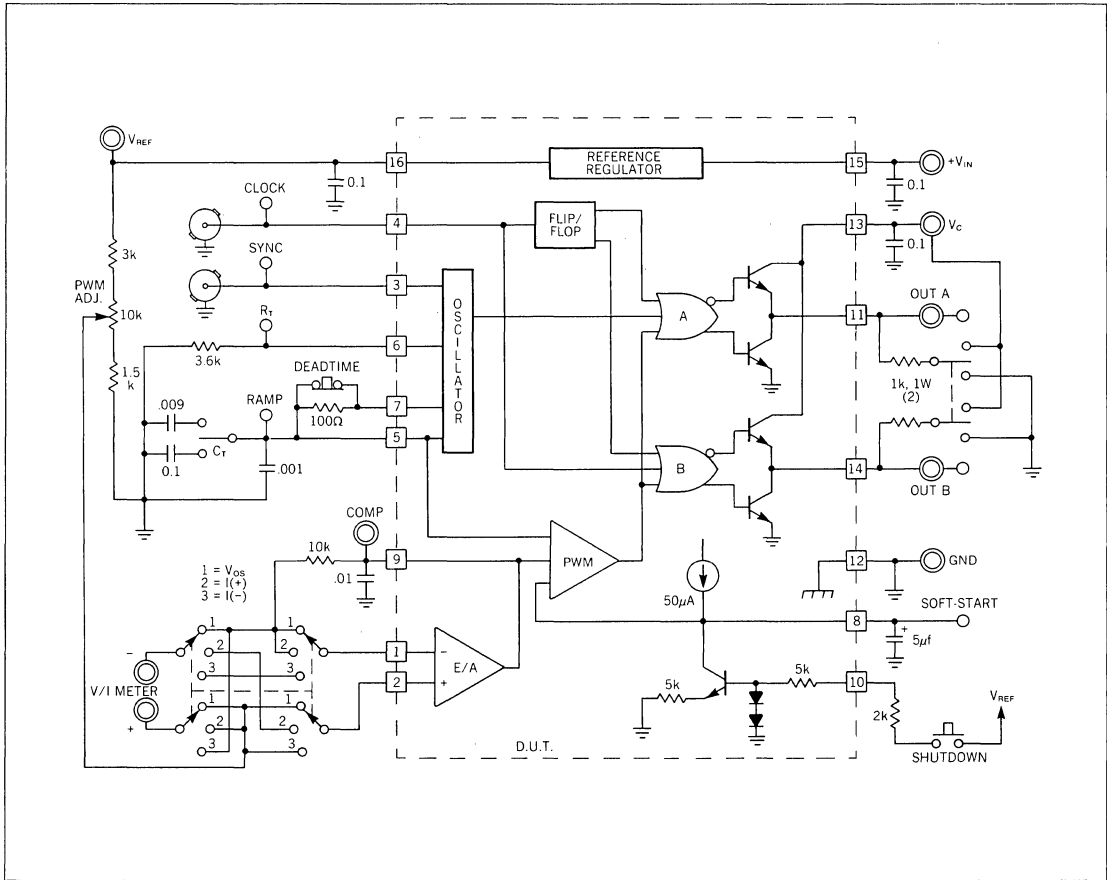 VREF
16
REFERENCE
REGULATOR
15
+VIN
0.1
0.1
CLOCK
4
FLIP/
FLOP
13
VC
0.1
3k
SYNC
3
PWM
ADJ.
10k
RT
6
3.6k
OSCILLATOR
A
11
OUT A
1.5
k
DEADTIME
7
100Ω
1k, 1W
(2)
.009
RAMP
5
0.1
CT
.001
B
14
OUT B
COMP
10k
9
.01
PWM
50µA
12
GND
1 = VOS
2 = I(+)
3 = I(-)
8
SOFT-START
+
5µf
1
1
2
2
3
3
-
V/I METER
+
1
1
2
2
3
3
1
-
E/A
2
+
5k
5k
10
2k
VREF
SHUTDOWN
D.U.T.